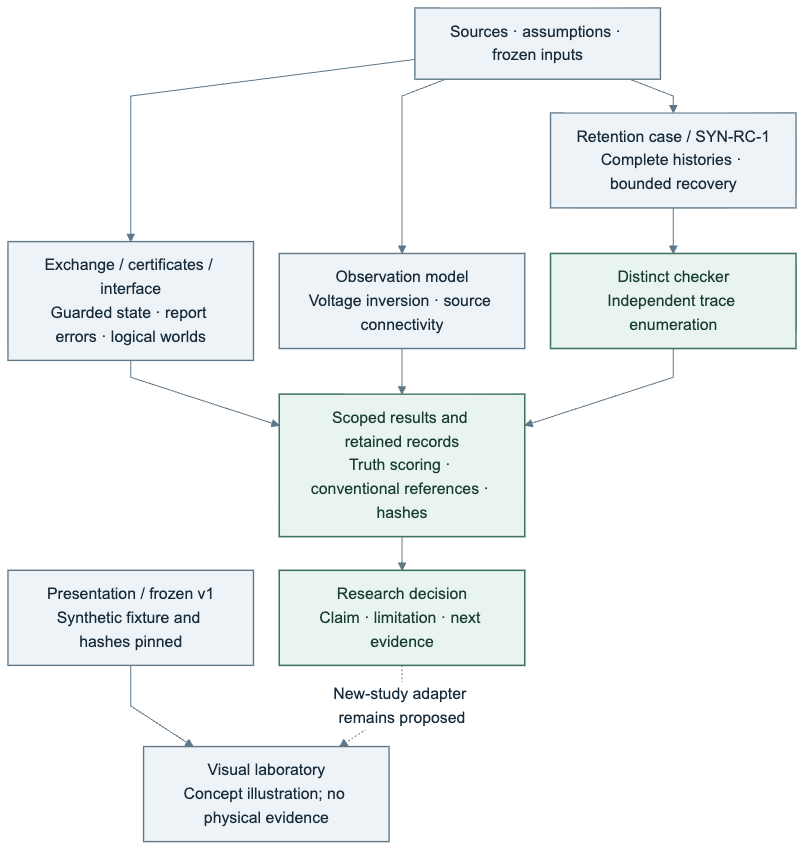 Sources · assumptions ·
frozen inputs
Retention case / SYN-RC-1
Complete histories ·
bounded recovery
Exchange / certificates /
interface
Guarded state · report
errors · logical worlds
Observation model
Voltage inversion · source
connectivity
Distinct checker
Independent trace
enumeration
Scoped results and
retained records
Truth scoring ·
conventional references ·
hashes
Presentation / frozen v1
Synthetic fixture and
hashes pinned
Research decision
Claim · limitation · next
evidence
New-study adapter
remains proposed
Visual laboratory
Concept illustration; no
physical evidence